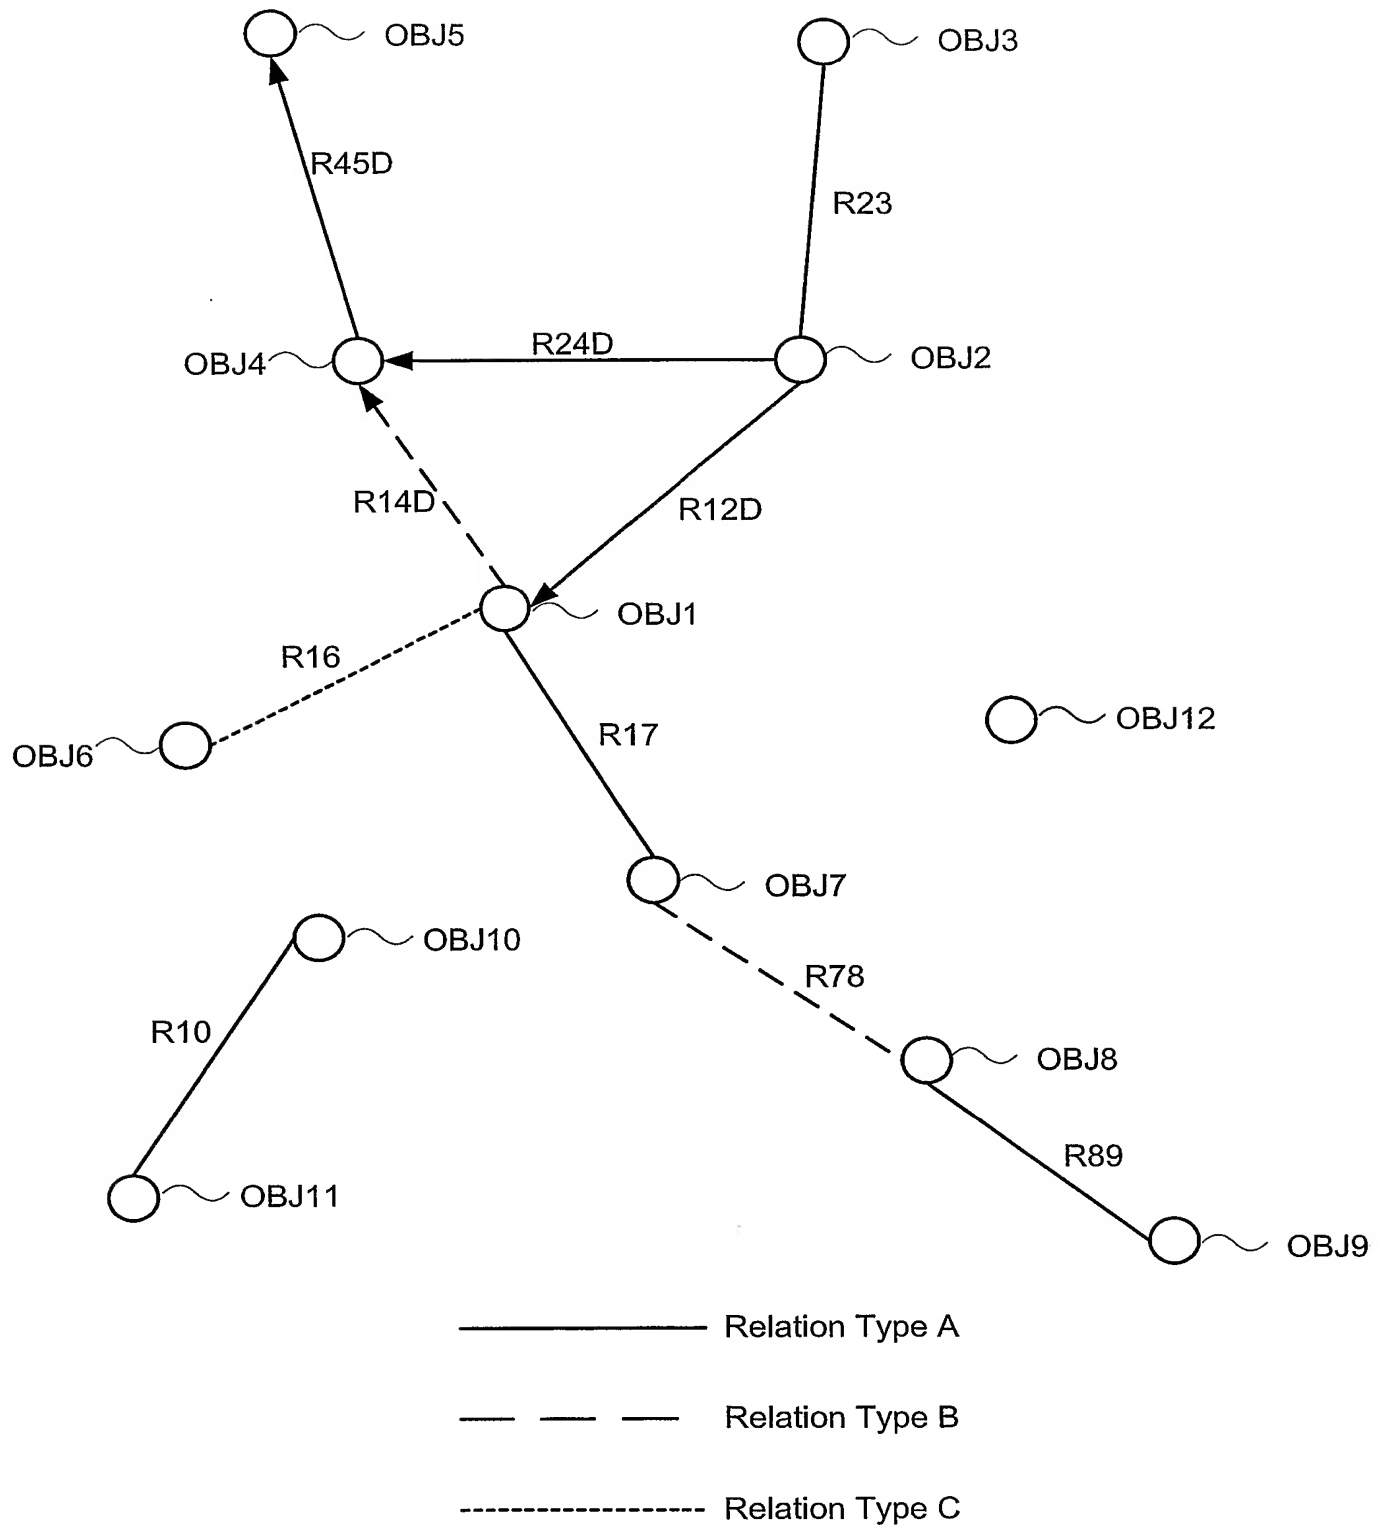 OBJ5
OBJ3
R45D
R23
R24D
OBJ4
OBJ2
R14D
R12D
OBJ1
R16
OBJ12
R17
OBJ6
OBJ7
OBJ10
R78
R10
OBJ8
R89
OBJ11
OBJ9
Relation Type A
Relation Type B
Relation Type C